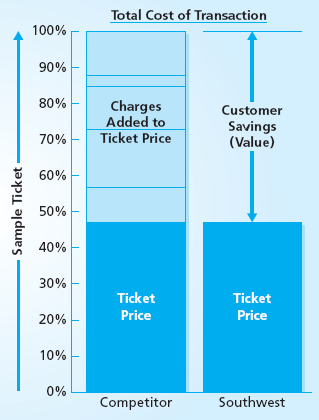 Total Cost of Transaction
100%
90%
80%
70%
60%
50%
40%
30%
20%
10%
0%
Sample Ticket
Charges
Added to
Ticket Price
Customer
Savings
(Value)
Ticket
Price
Ticket
Price
Competitor
Southwest